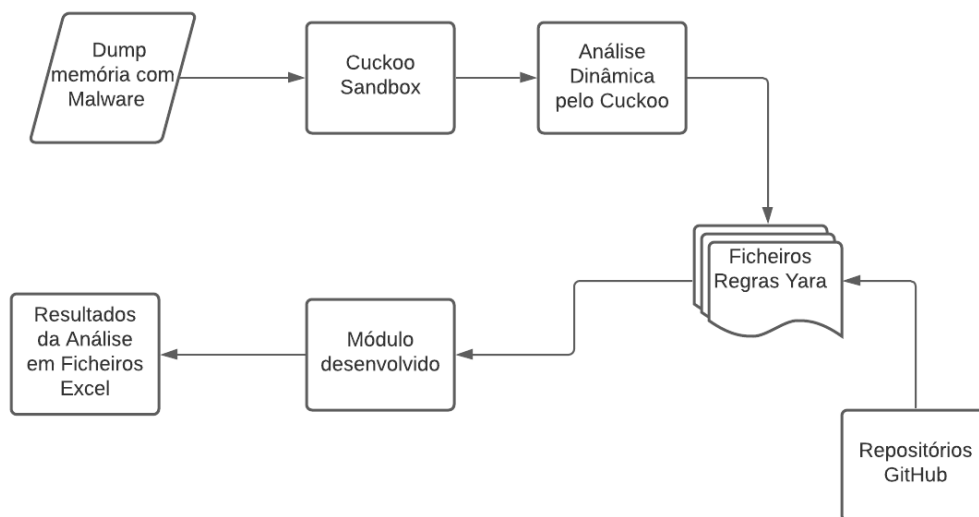 Dump
memória com
Malware
Cuckoo
Sandbox
Análise
Dinâmica
pelo Cuckoo
Ficheiros
Regras Yara
Resultados
da Análise
em Ficheiros
Excel
Módulo
desenvolvido
Repositórios
GitHub